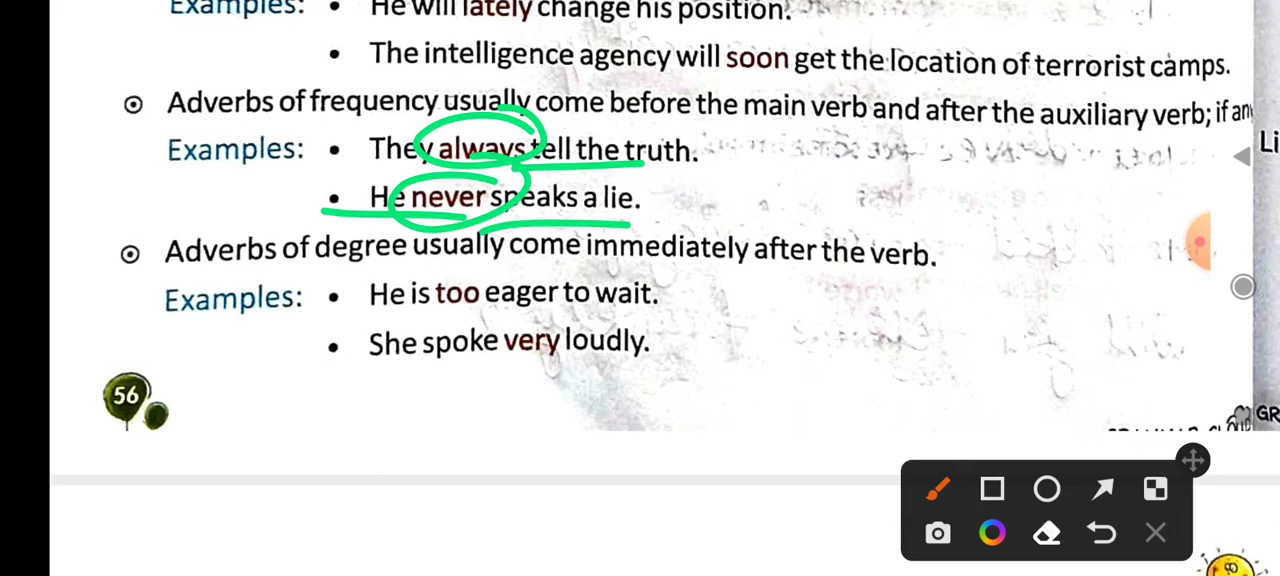 Examples: • He will lately change his position.
• The intelligence agency will soon get the location of terrorist camps.
Adverbs of frequency usually come before the main verb and after the auxiliary verb; if any
Examples: • They always tell the truth.
• He never speaks a lie.
Adverbs of degree usually come immediately after the verb.
Examples: • He is too eager to wait.
• She spoke very loudly.
56
Li
GR